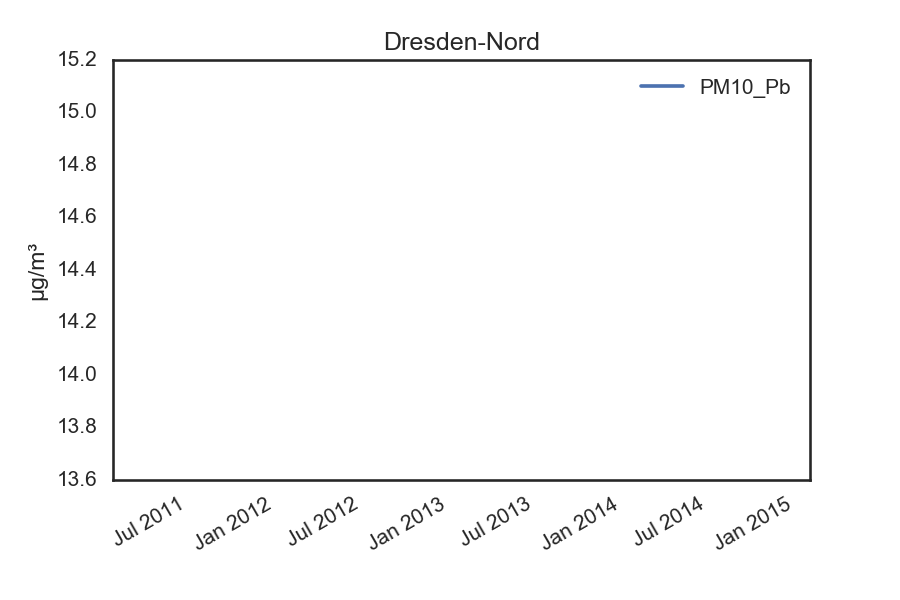 Dresden-Nord
15.2
15.0
14.8
14.6
14.4
14.2
14.0
13.8
13.6
µg/m³
PM10_Pb
Jul 2011
Jan 2012
Jul 2012
Jan 2013
Jul 2013
Jan 2014
Jul 2014
Jan 2015